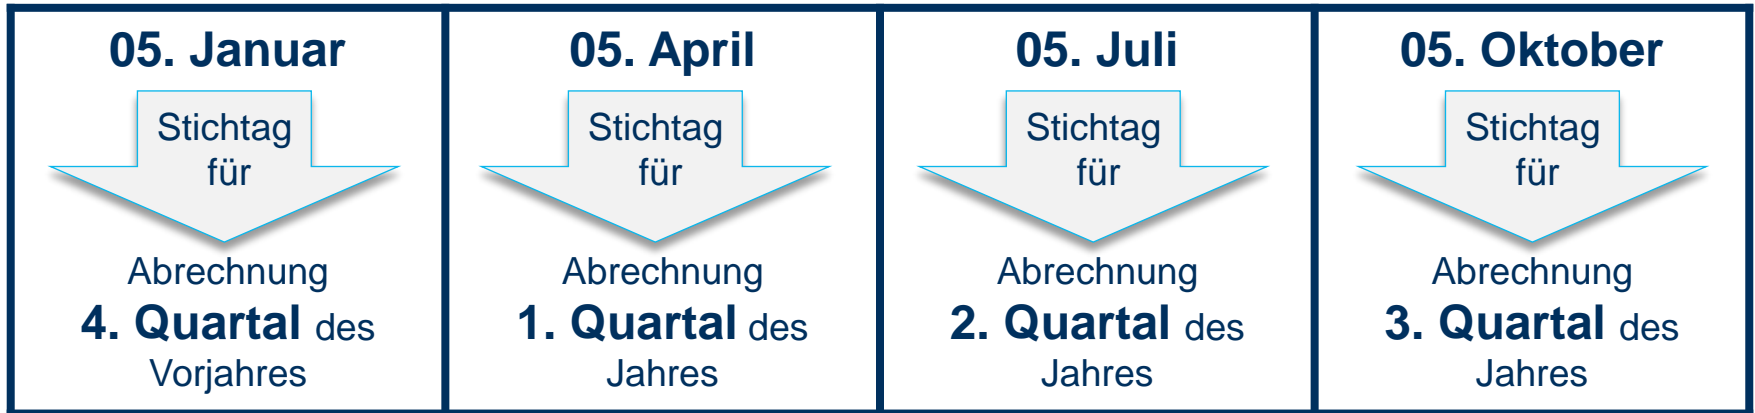 05. Januar
Stichtag
für
Abrechnung
4. Quartal des
Vorjahres
05. April
Stichtag
für
Abrechnung
1. Quartal des
Jahres
05. Juli
Stichtag
für
Abrechnung
2. Quartal des
Jahres
05. Oktober
Stichtag
für
Abrechnung
3. Quartal des
Jahres